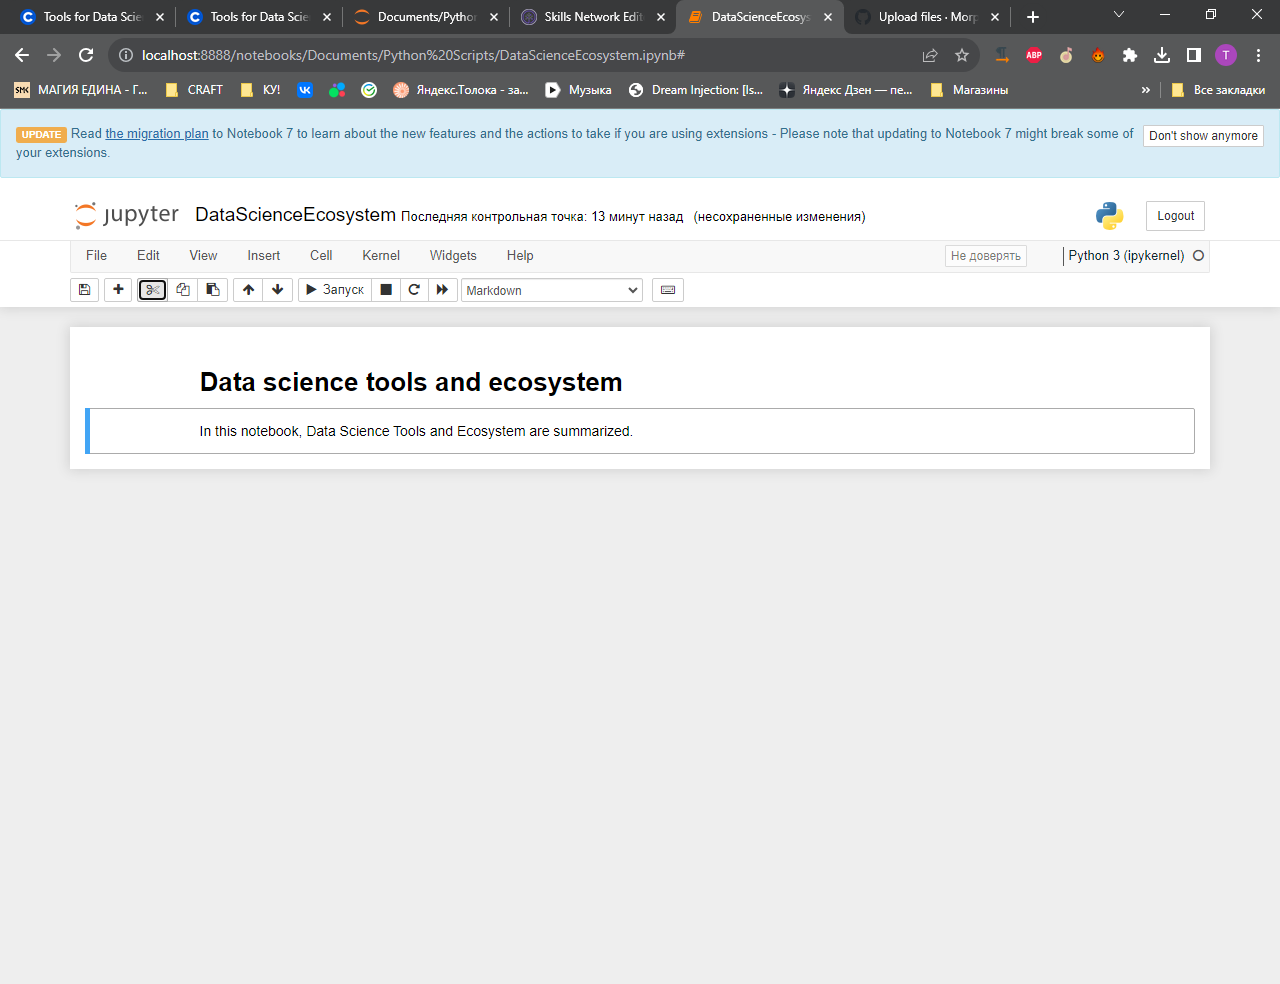 Tools for Data Scie
Tools for Data Scie
Documents/Python
Skills Network Edit
DataScienceEcosys
Upload files · Morp
localhost:8888/notebooks/Documents/Python%20Scripts/DataScienceEcosystem.ipynb#
ABP
T
SMC
МАГИЯ ЕДИНА - Г...
CRAFT
КУ!
Яндекс.Толока - за...
Музыка
Dream Injection: [Is...
Яндекс Дзен — пе...
Магазины
»
Все закладки
UPDATE Read the migration plan to Notebook 7 to learn about the new features and the actions to take if you are using extensions - Please note that updating to Notebook 7 might break some of
your extensions.
Don't show anymore
jupyter DataScienceEcosystem Последняя контрольная точка: 13 минут назад (несохраненные изменения)
Logout
File Edit View Insert Cell Kernel Widgets Help
Не доверять
Python 3 (ipykernel)
Запуск
Markdown
Data science tools and ecosystem
In this notebook, Data Science Tools and Ecosystem are summarized.